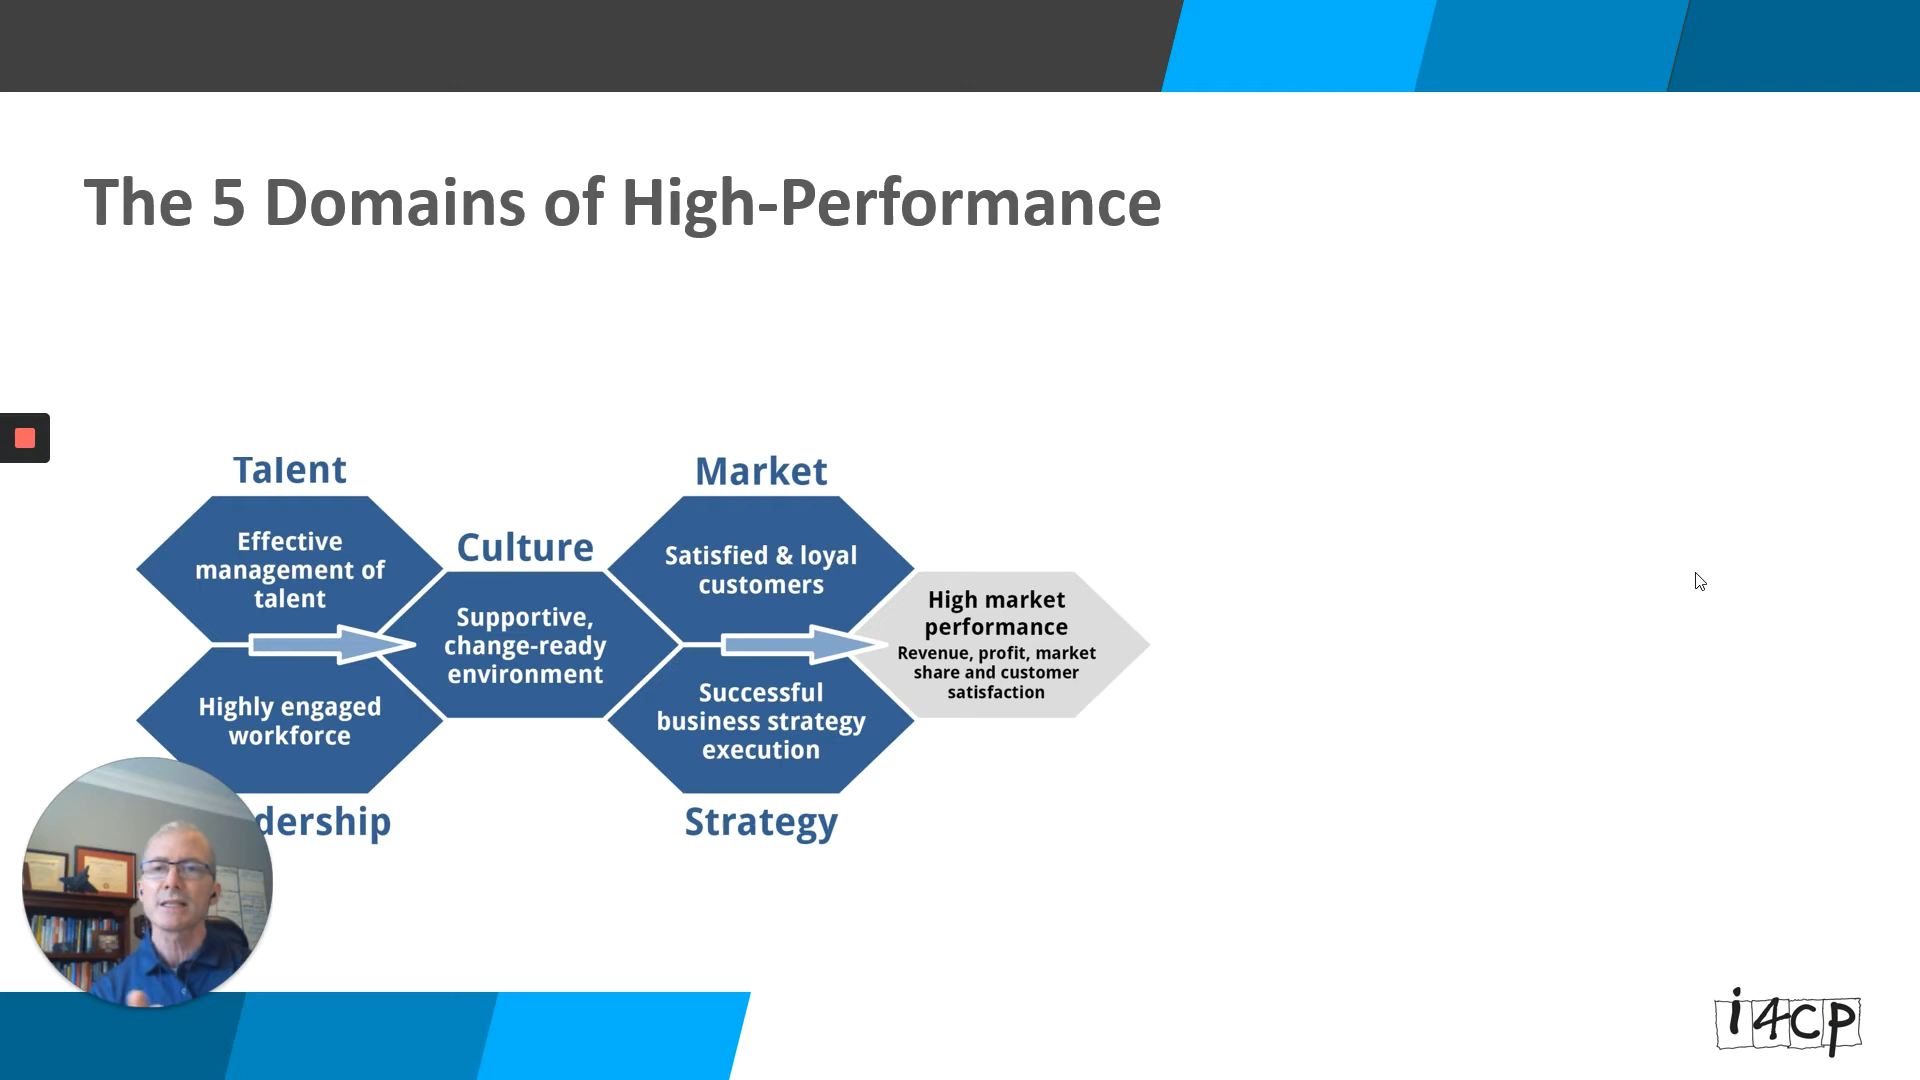 The 5 Domains of High-Performance
Talent
Effective
management of
talent
Highly engaged
workforce
dership
Culture
Supportive,
change-ready
environment
Market
Satisfied & loyal
customers
Successful
business strategy
execution
Strategy
High market
performance
Revenue, profit, market
share and customer
satisfaction
i4cp